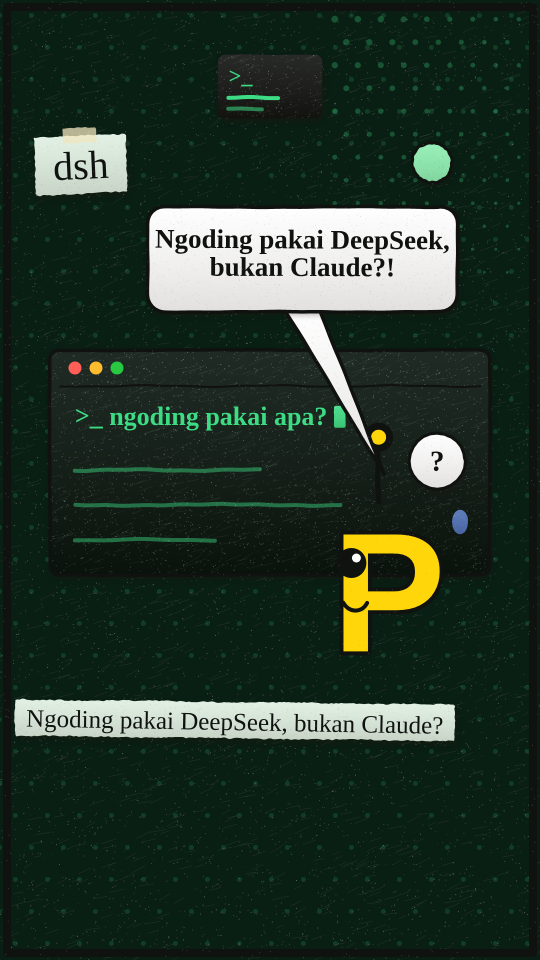 >_
dsh
Ngoding pakai DeepSeek,
bukan Claude?!
>_ ngoding pakai apa?
?
P
Ngoding pakai DeepSeek, bukan Claude?